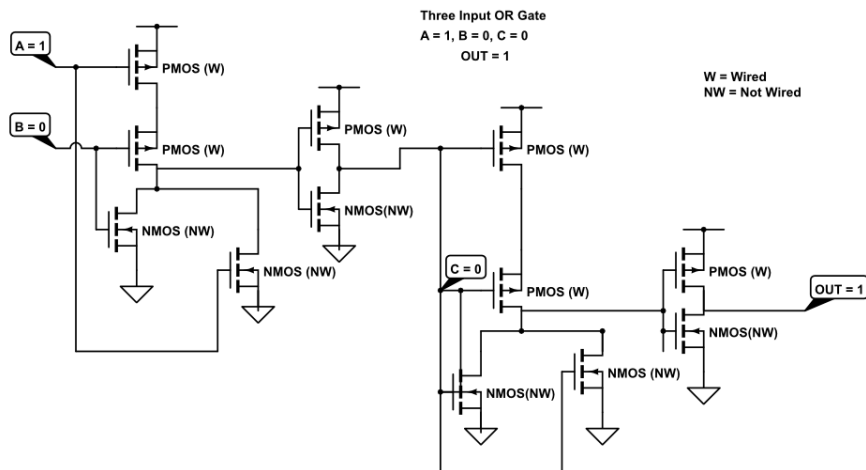 Three Input OR Gate
A = 1, B = 0, C = 0
OUT = 1
W = Wired
NW = Not Wired
A = 1
PMOS (W)
B = 0
PMOS (W)
PMOS (W)
PMOS (W)
NMOS (NW)
NMOS(NW)
NMOS (NW)
C = 0
PMOS (W)
PMOS (W)
OUT = 1
NMOS(NW)
NMOS(NW)
NMOS (NW)